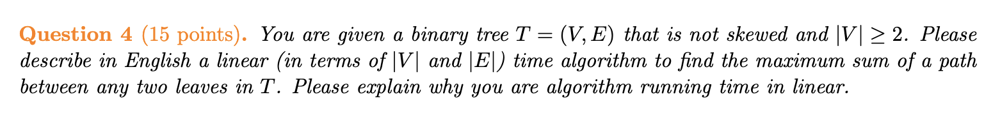 Question 4 (15 points). You are given a binary tree T = (V, E) that is not skewed and |V| ≥ 2. Please
describe in English a linear (in terms of |V| and |E|) time algorithm to find the maximum sum of a path
between any two leaves in T. Please explain why you are algorithm running time in linear.